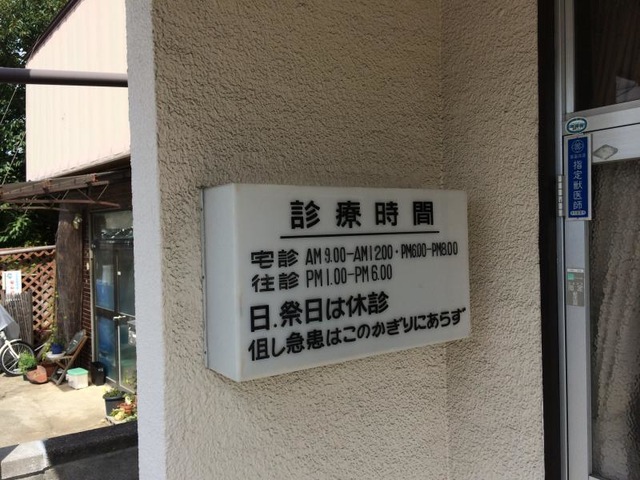 診療時間
宅診 AM9.00-AM12.00・PM6.00-PM8.00
往診 PM1.00-PM6.00
日.祭日は休診
但し急患はこのかぎりにあらず
指定獣医師